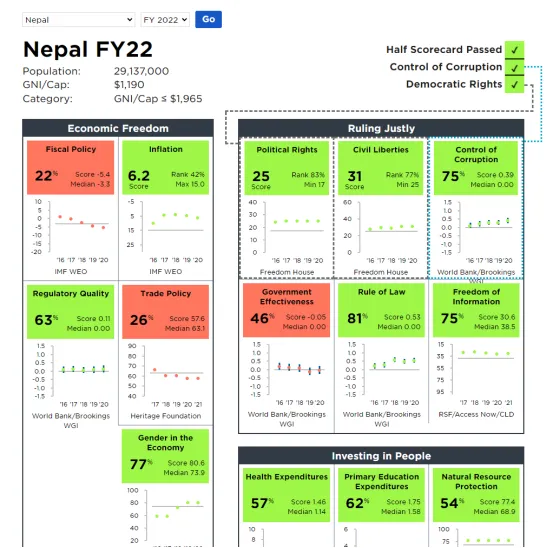 Nepal FY 2022 Go
Nepal FY22
Population: 29,137,000
GNI/Cap: $1,190
Category: GNI/Cap ≤ $1,965
Half Scorecard Passed ✓
Control of Corruption ✓
Democratic Rights ✓
Economic Freedom
Fiscal Policy
22% Score -5.4
Median -3.3
10
5
0
-5
-10
-15
-20
'16 '17 '18 '19 '20
IMF WEO
Inflation
6.2 Rank 42%
Score Max 15.0
-5
5
15
25
'16 '17 '18 '19 '20
IMF WEO
Regulatory Quality
63% Score 0.11
Median 0.00
1.5
1.0
0.5
0.0
-0.5
-1.0
-1.5
'16 '17 '18 '19 '20
World Bank/Brookings
WGI
Trade Policy
26% Score 57.6
Median 63.1
90
80
70
60
50
40
'17 '18 '19 '20 '21
Heritage Foundation
Gender in the
Economy
77% Score 80.6
Median 73.9
100
80
60
40
20
Ruling Justly
Political Rights
25 Rank 83%
Score Min 17
40
30
20
10
0
'16 '17 '18 '19 '20
Freedom House
Civil Liberties
31 Rank 77%
Score Min 25
60
40
20
0
'16 '17 '18 '19 '20
Freedom House
Control of
Corruption
75% Score 0.39
Median 0.00
1.5
1.0
0.5
0.0
-0.5
-1.0
-1.5
'16 '17 '18 '19 '20
World Bank/Brookings
WGI
Government
Effectiveness
46% Score -0.05
Median 0.00
1.5
1.0
0.5
0.0
-0.5
-1.0
-1.5
'16 '17 '18 '19 '20
World Bank/Brookings
WGI
Rule of Law
81% Score 0.53
Median 0.00
1.5
1.0
0.5
0.0
-0.5
-1.0
-1.5
'16 '17 '18 '19 '20
World Bank/Brookings
WGI
Freedom of
Information
75% Score 30.6
Median 38.5
15
35
55
75
95
'17 '18 '19 '20 '21
RSF/Access Now/CLD
Investing in People
Health Expenditures
57% Score 1.46
Median 1.14
10
8
Primary Education
Expenditures
62% Score 1.75
Median 1.58
6
4
Natural Resource
Protection
54% Score 77.4
Median 68.9
100
75